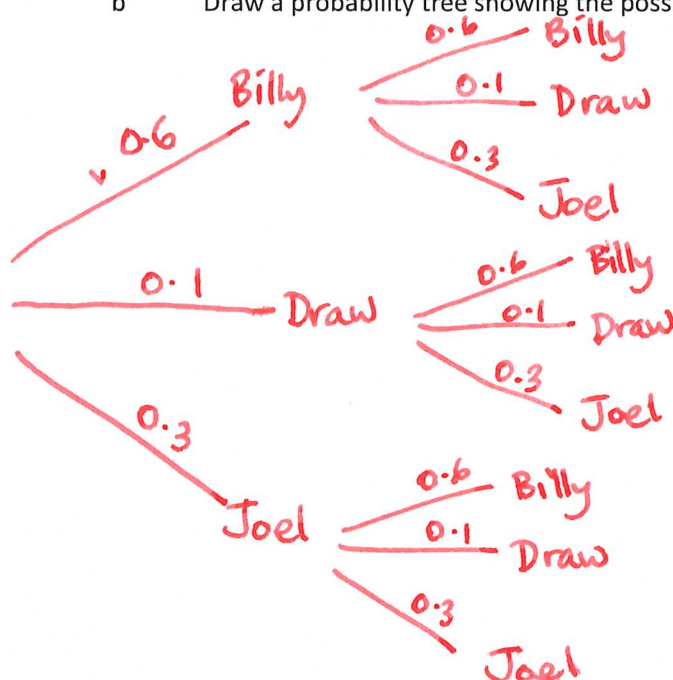 b Draw a probability tree showing the poss
0.6 Billy
Billy 0.1 Draw
0.6 0.3 Joel
0.6 Billy
0.1 Draw 0.1 Draw
0.3 Joel
0.3
0.6 Billy
Joel 0.1 Draw
0.3 Joel